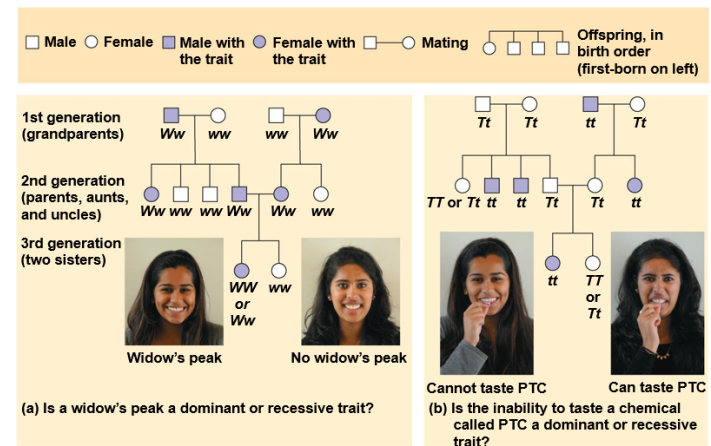 Male Female Male with the trait Female with the trait Mating Offspring, in birth order (first-born on left)
1st generation
(grandparents)
Ww ww ww Ww
2nd generation
(parents, aunts,
and uncles)
Ww ww ww Ww Ww ww
3rd generation
(two sisters)
WW
or
Ww
ww
Widow's peak No widow's peak
(a) Is a widow's peak a dominant or recessive trait?
Tt Tt tt Tt
TT or Tt tt tt Tt Tt tt
tt
TT
or
Tt
Cannot taste PTC Can taste PTC
(b) Is the inability to taste a chemical
called PTC a dominant or recessive
trait?